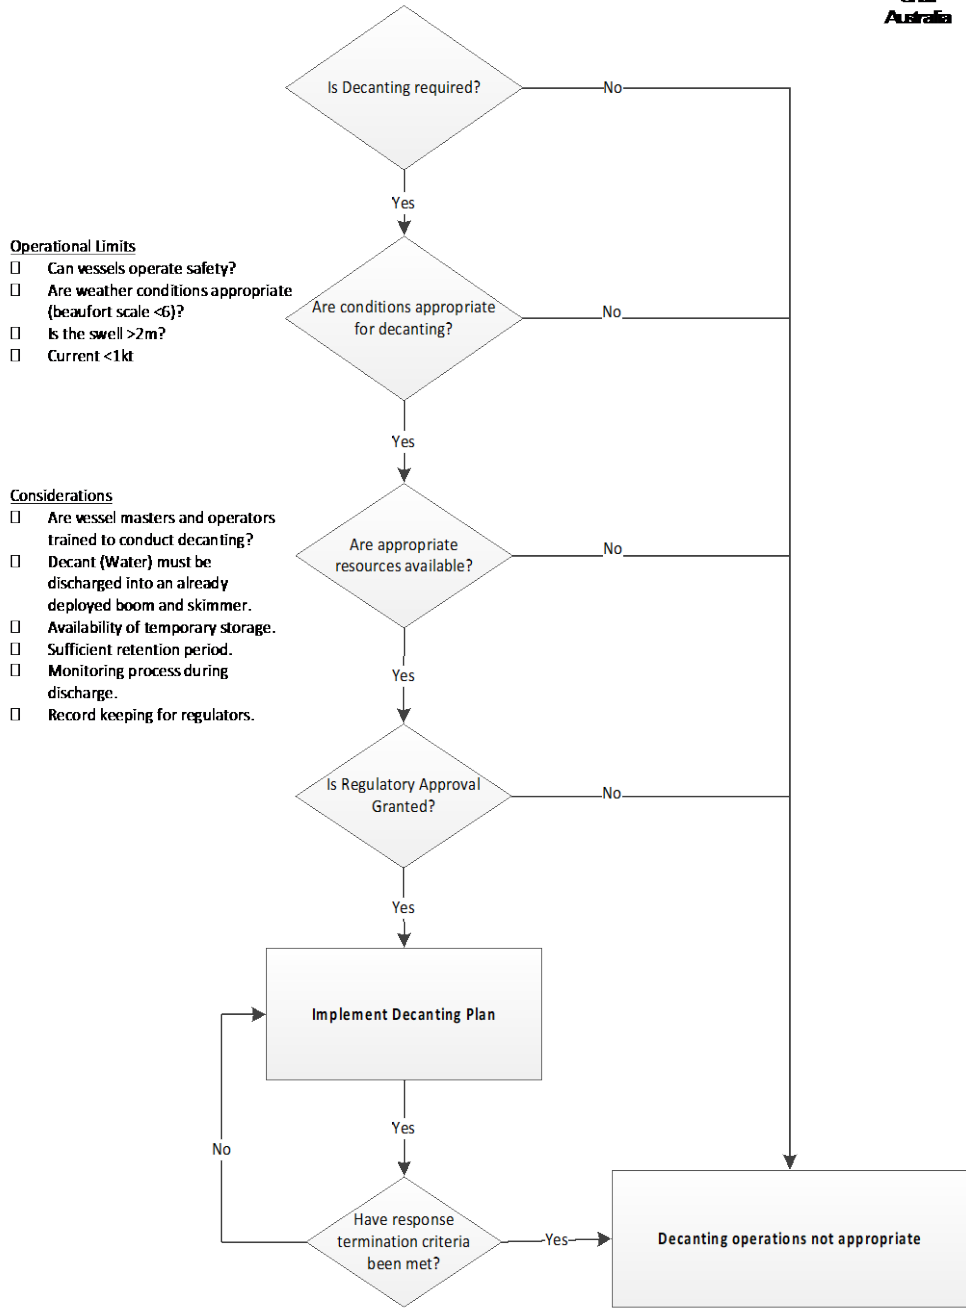 Australia
Is Decanting required?
No
Yes
Operational Limits
Can vessels operate safety?
Are weather conditions appropriate
(beaufort scale <6)?
Is the swell >2m?
Current <1kt
Are conditions appropriate
for decanting?
No
Yes
Considerations
Are vessel masters and operators
trained to conduct decanting?
Decant (Water) must be
discharged into an already
deployed boom and skimmer.
Availability of temporary storage.
Sufficient retention period.
Monitoring process during
discharge.
Record keeping for regulators.
Are appropriate
resources available?
No
Yes
Is Regulatory Approval
Granted?
No
Yes
Implement Decanting Plan
Yes
No
Have response
termination criteria
been met?
Yes
Decanting operations not appropriate